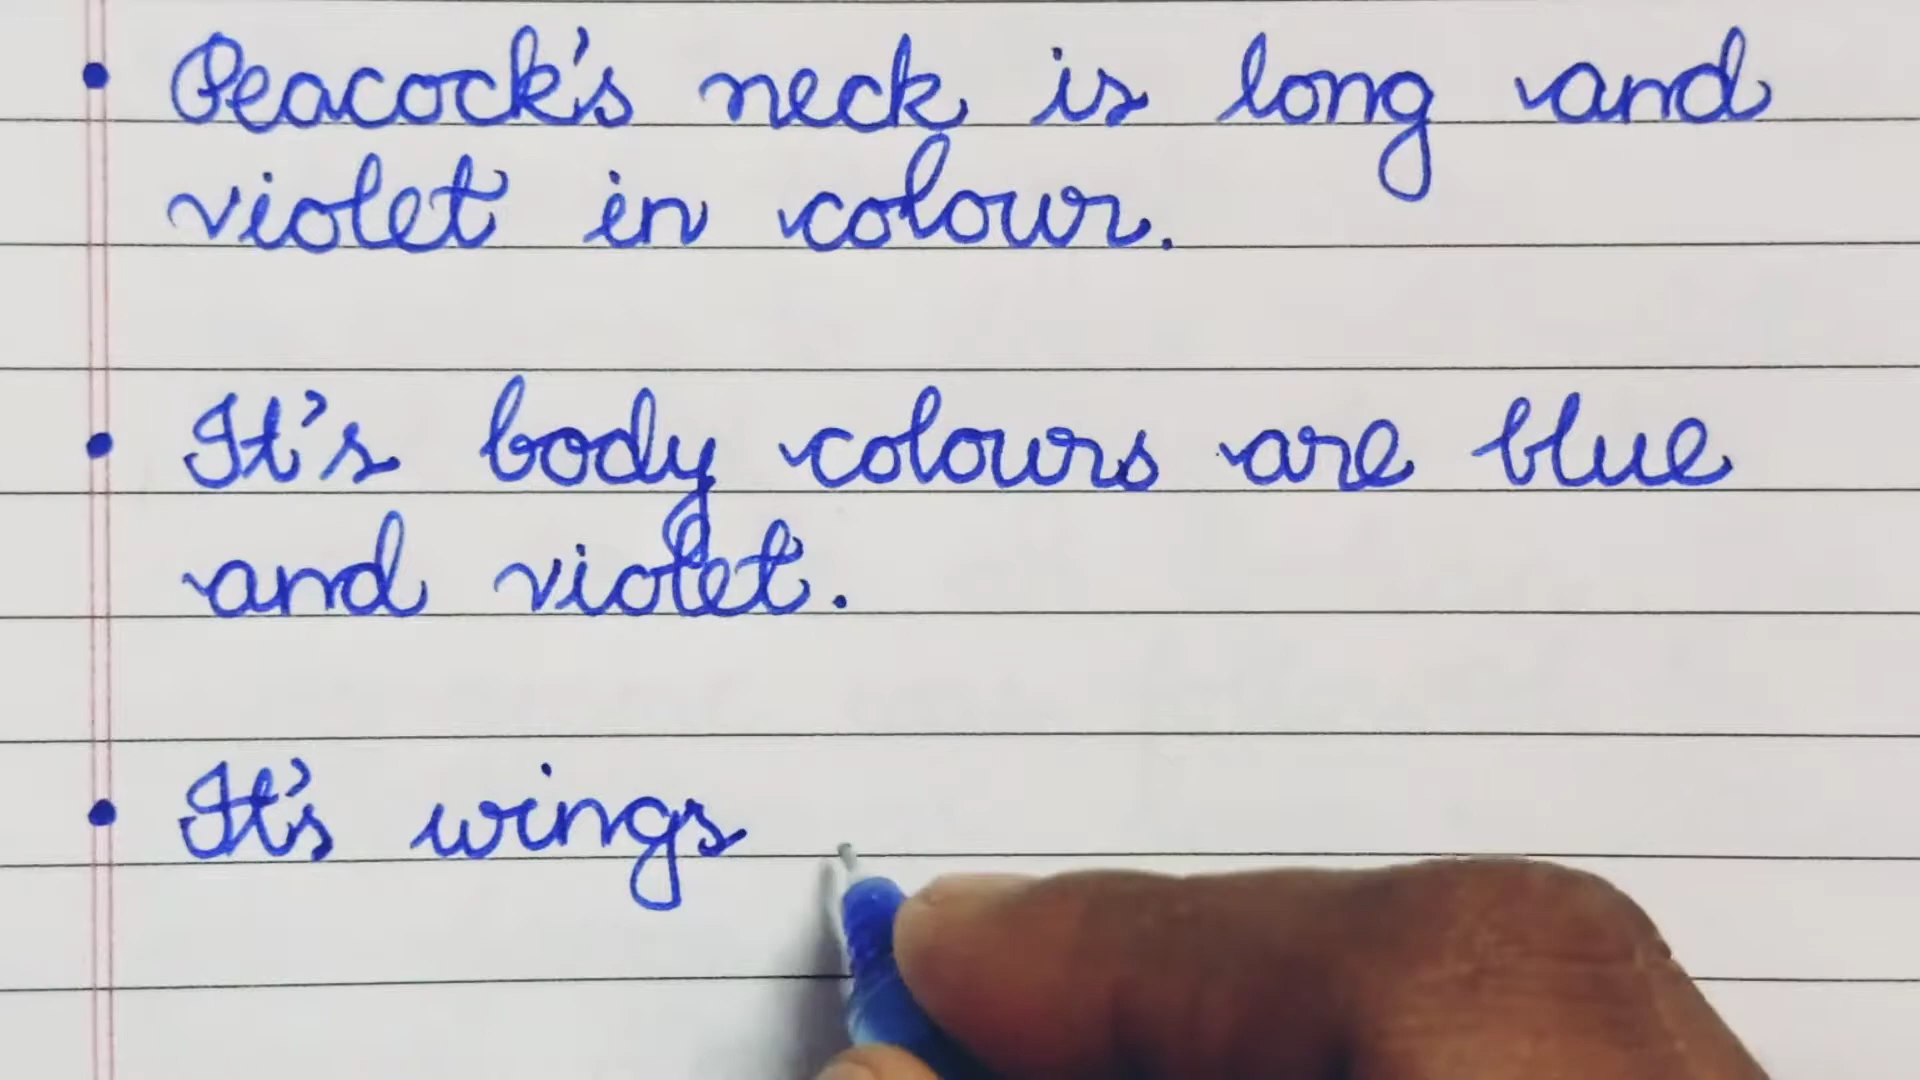 • Peacock's neck is long and
violet in colour.
• It's body colours are blue
and violet.
• It's wings